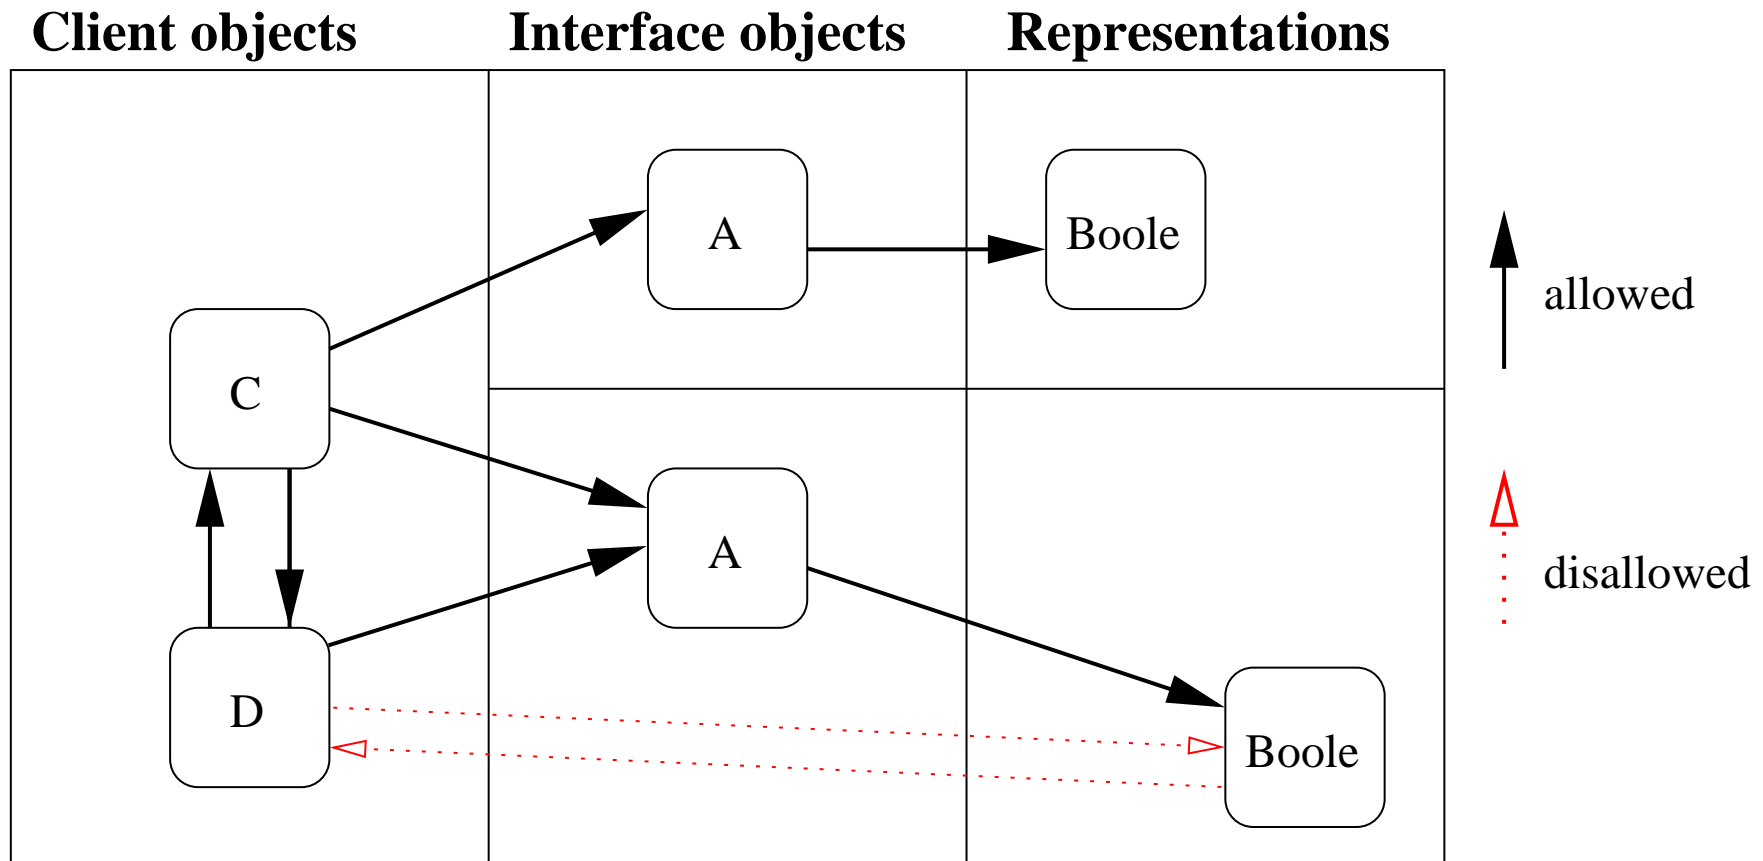 Client objects
Interface objects
Representations
A
Boole
allowed
C
A
disallowed
D
Boole